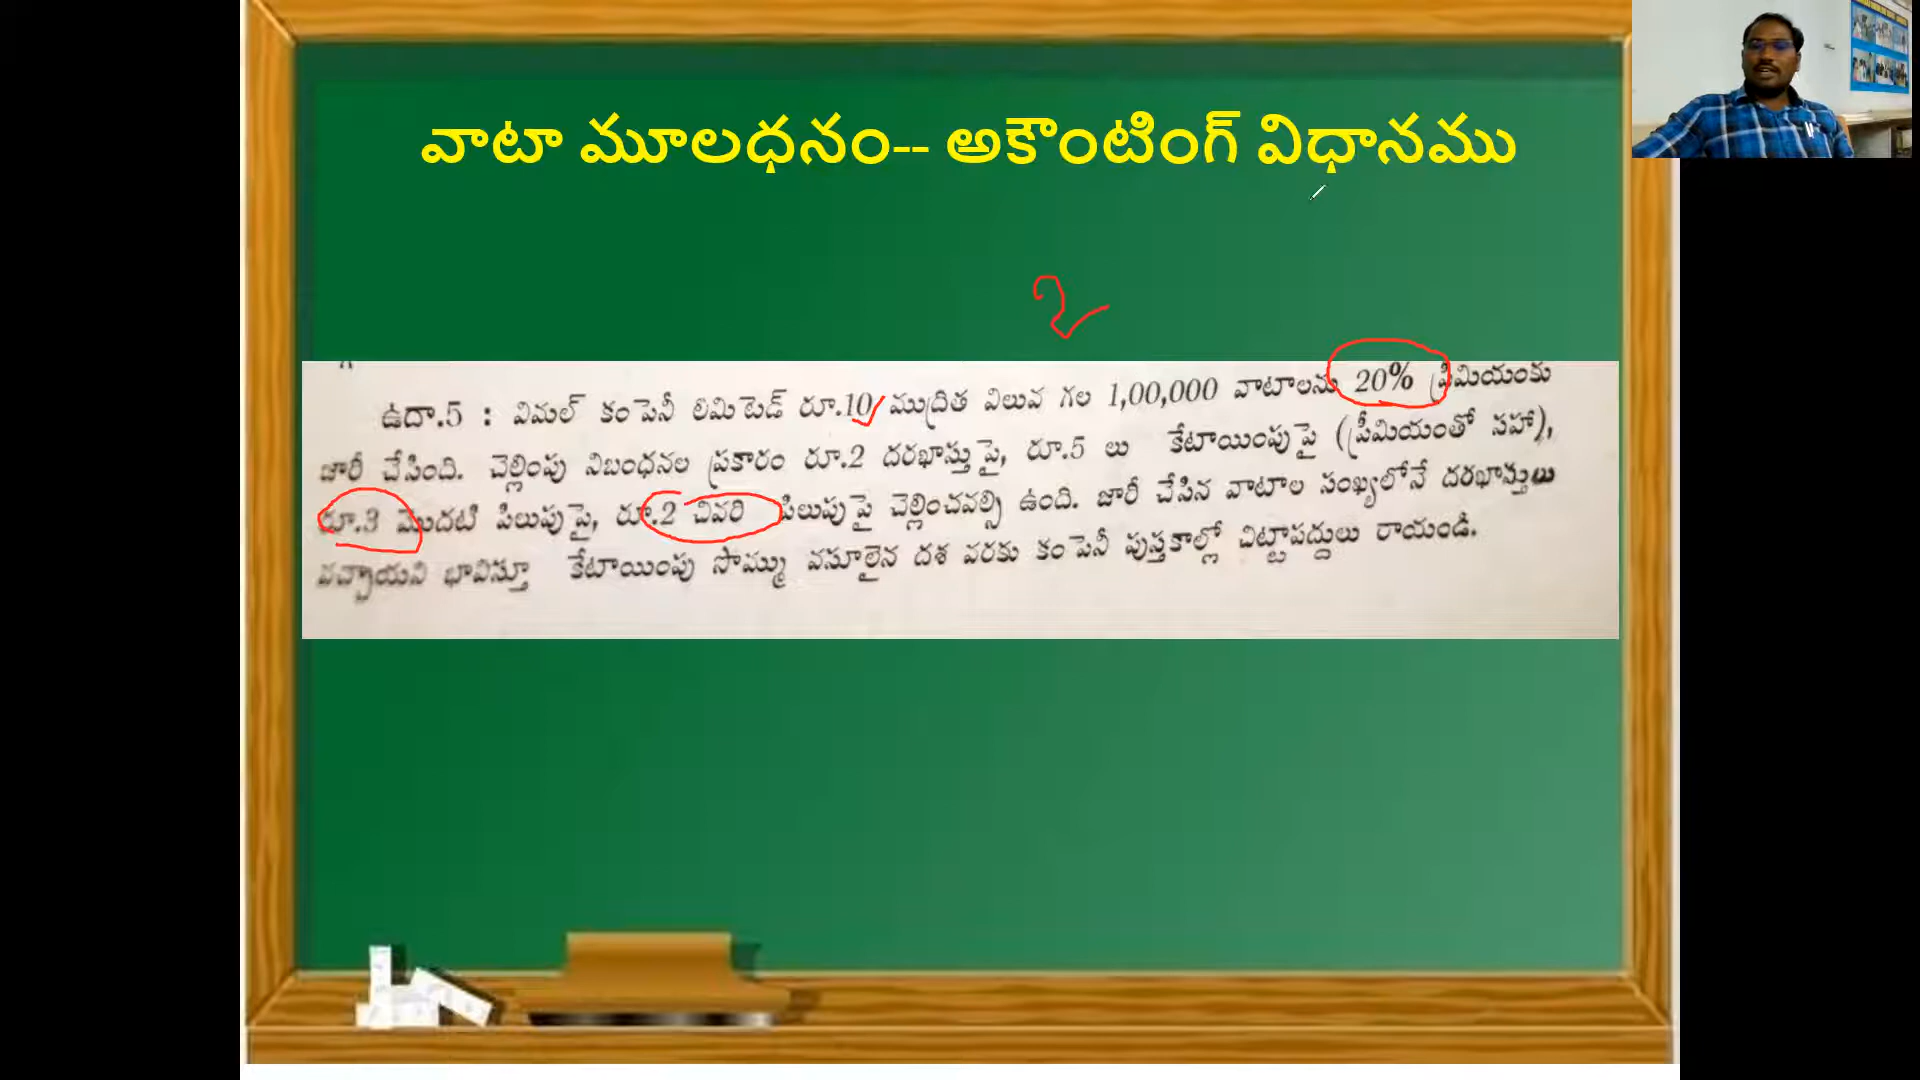 వాటా మూలధనం-- అకౌంటింగ్ విధానము
2
ఉదా.5 : విమల్ కంపెనీ లిమిటెడ్ రూ.10 ముద్రిత విలువ గల 1,00,000 వాటాలను 20% ప్రీమియంకు
జారీ చేసింది. చెల్లింపు నిబంధనల ప్రకారం రూ.2 దరఖాస్తుపై, రూ.5 లు కేటాయింపుపై (ప్రీమియంతో సహా),
రూ.3 మొదటి పిలుపుపై, రూ.2 చివరి పిలుపుపై చెల్లించవల్సి ఉంది. జారీ చేసిన వాటాల సంఖ్యలోనే దరఖాస్తులు
వచ్చాయని భావిస్తూ కేటాయింపు సొమ్ము వసూలైన దశ వరకు కంపెనీ పుస్తకాల్లో చిట్టాపద్దులు రాయండి.